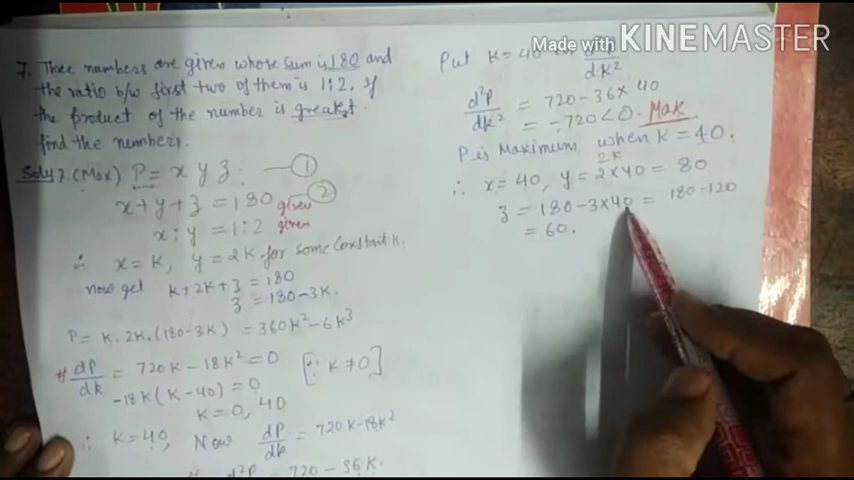 7. Three numbers are given whose sum is 180 and
the ratio b/w first two of them is 1:2. If
the product of the number is greatest.
find the numbers.
Soln 7. (Max) P = x y z. — ①
x+y+z = 180 — ②
given
x:y = 1:2 given
∴ x = K, y = 2K for some constant K.
now get K+2K+z = 180
z = 180-3K.
P = K. 2K. (180-3K) = 360K² - 6K³
# dP/dK = 720K - 18K² = 0
-18K(K-40) = 0 [∵ K ≠ 0]
K = 0, 40
∴ K = 40, Now dP/dK = 720K-18K²
d²P = 720 - 36K.
Made with KINEMASTER
Put K = 40 d²P/dK²
d²P/dK² = 720-36×40
= -720<0. Max
P is Maximum when K = 40.
2K
∴ x = 40, y = 2×40 = 80
z = 180-3×40 = 180-120
= 60.